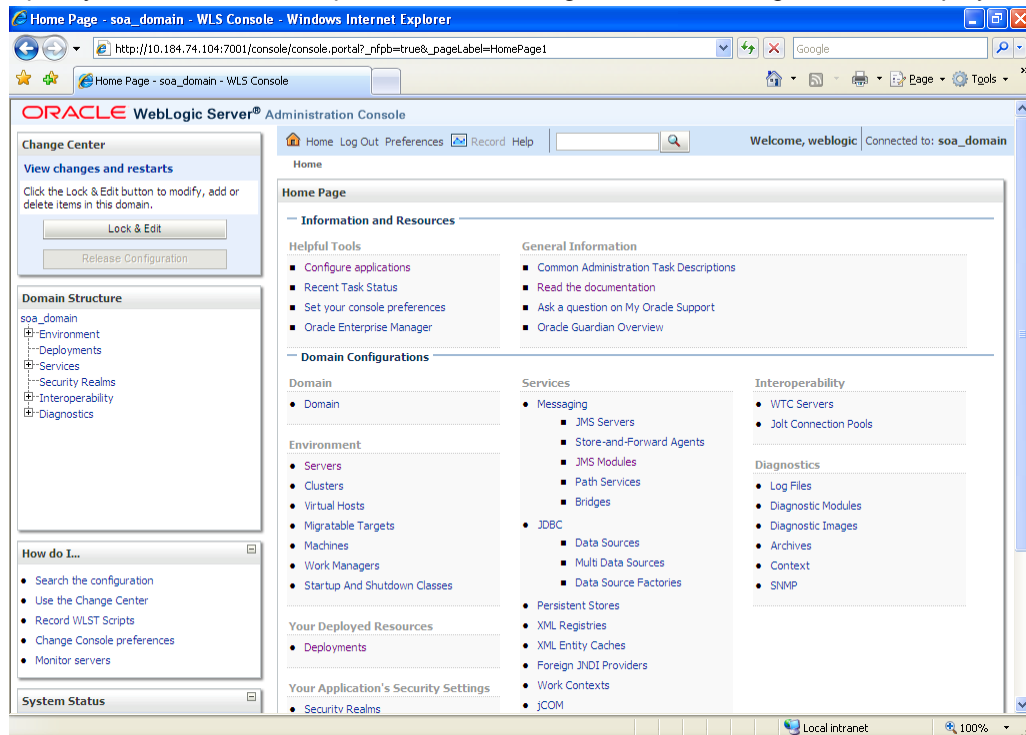 Home Page - soa_domain - WLS Console - Windows Internet Explorer
http://10.184.74.104:7001/console/console.portal?_nfpb=true&_pageLabel=HomePage1
Google
Home Page - soa_domain - WLS Console
Page
Tools
ORACLE WebLogic Server® Administration Console
Change Center
View changes and restarts
Click the Lock & Edit button to modify, add or
delete items in this domain.
Lock & Edit
Release Configuration
Domain Structure
soa_domain
Environment
Deployments
Services
Security Realms
Interoperability
Diagnostics
How do I...
Search the configuration
Use the Change Center
Record WLST Scripts
Change Console preferences
Monitor servers
System Status
Home Log Out Preferences Record Help
Welcome, weblogic Connected to: soa_domain
Home
Home Page
Information and Resources
Helpful Tools
Configure applications
Recent Task Status
Set your console preferences
Oracle Enterprise Manager
General Information
Common Administration Task Descriptions
Read the documentation
Ask a question on My Oracle Support
Oracle Guardian Overview
Domain Configurations
Domain
Domain
Environment
Servers
Clusters
Virtual Hosts
Migratable Targets
Machines
Work Managers
Startup And Shutdown Classes
Your Deployed Resources
Deployments
Your Application's Security Settings
Security Realms
Services
Messaging
JMS Servers
Store-and-Forward Agents
JMS Modules
Path Services
Bridges
JDBC
Data Sources
Multi Data Sources
Data Source Factories
Persistent Stores
XML Registries
XML Entity Caches
Foreign JNDI Providers
Work Contexts
jCOM
Interoperability
WTC Servers
Jolt Connection Pools
Diagnostics
Log Files
Diagnostic Modules
Diagnostic Images
Archives
Context
SNMP
Local intranet
100%